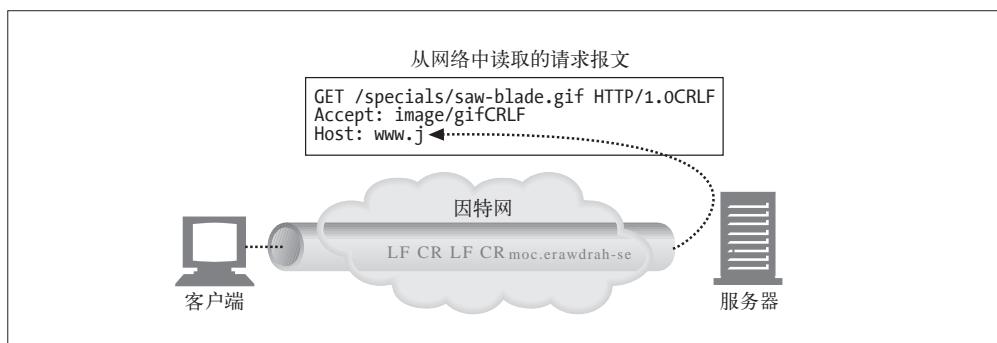 从网络中读取的请求报文
GET /specials/saw-blade.gif HTTP/1.0CRLF
Accept: image/gifCRLF
Host: www.j
因特网
LF CR LF CR moc.erawdrah-se
客户端
服务器